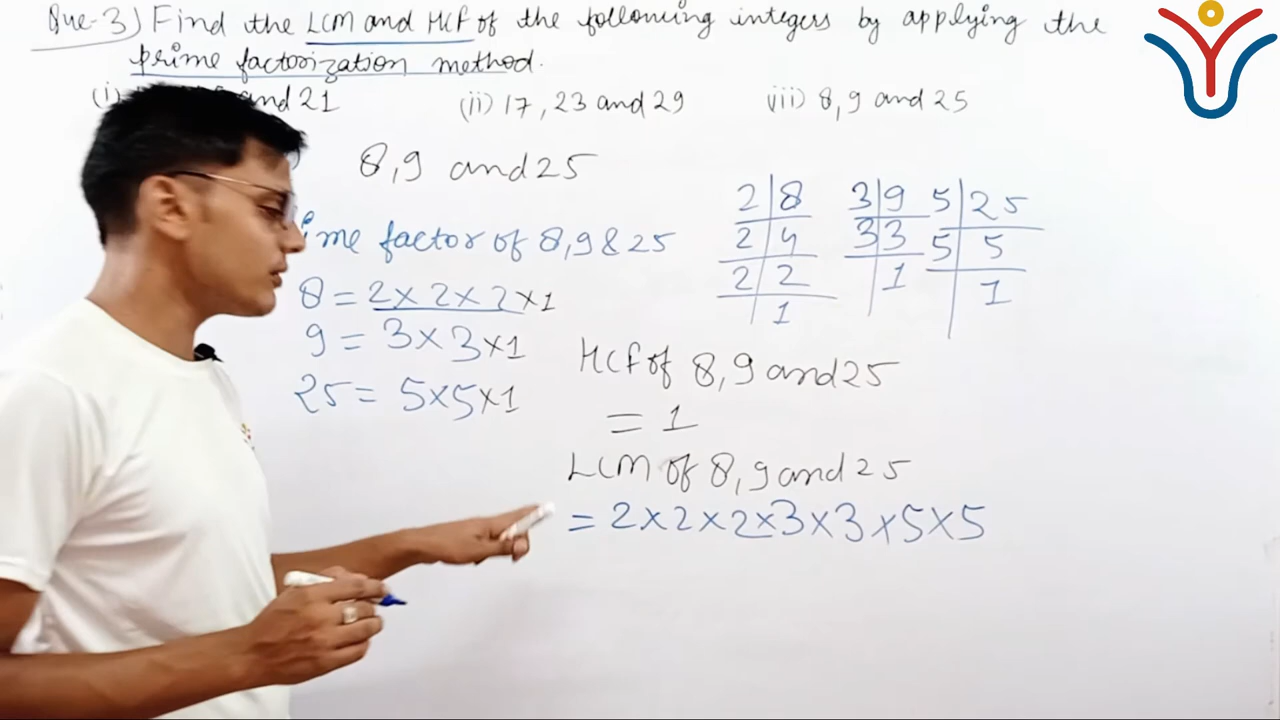 Que-3) Find the LCM and HCF of the following integers by applying the
prime factorization method.
(i) and 21 (ii) 17, 23 and 29 (iii) 8, 9 and 25
8, 9 and 25
ime factor of 8, 9 & 25
8 = 2 × 2 × 2 × 1
9 = 3 × 3 × 1
25 = 5 × 5 × 1
2 | 8
2 | 4
2 | 2
1
3 | 9
3 | 3
1
5 | 25
5 | 5
1
HCF of 8, 9 and 25
= 1
LCM of 8, 9 and 25
= 2 × 2 × 2 × 3 × 3 × 5 × 5